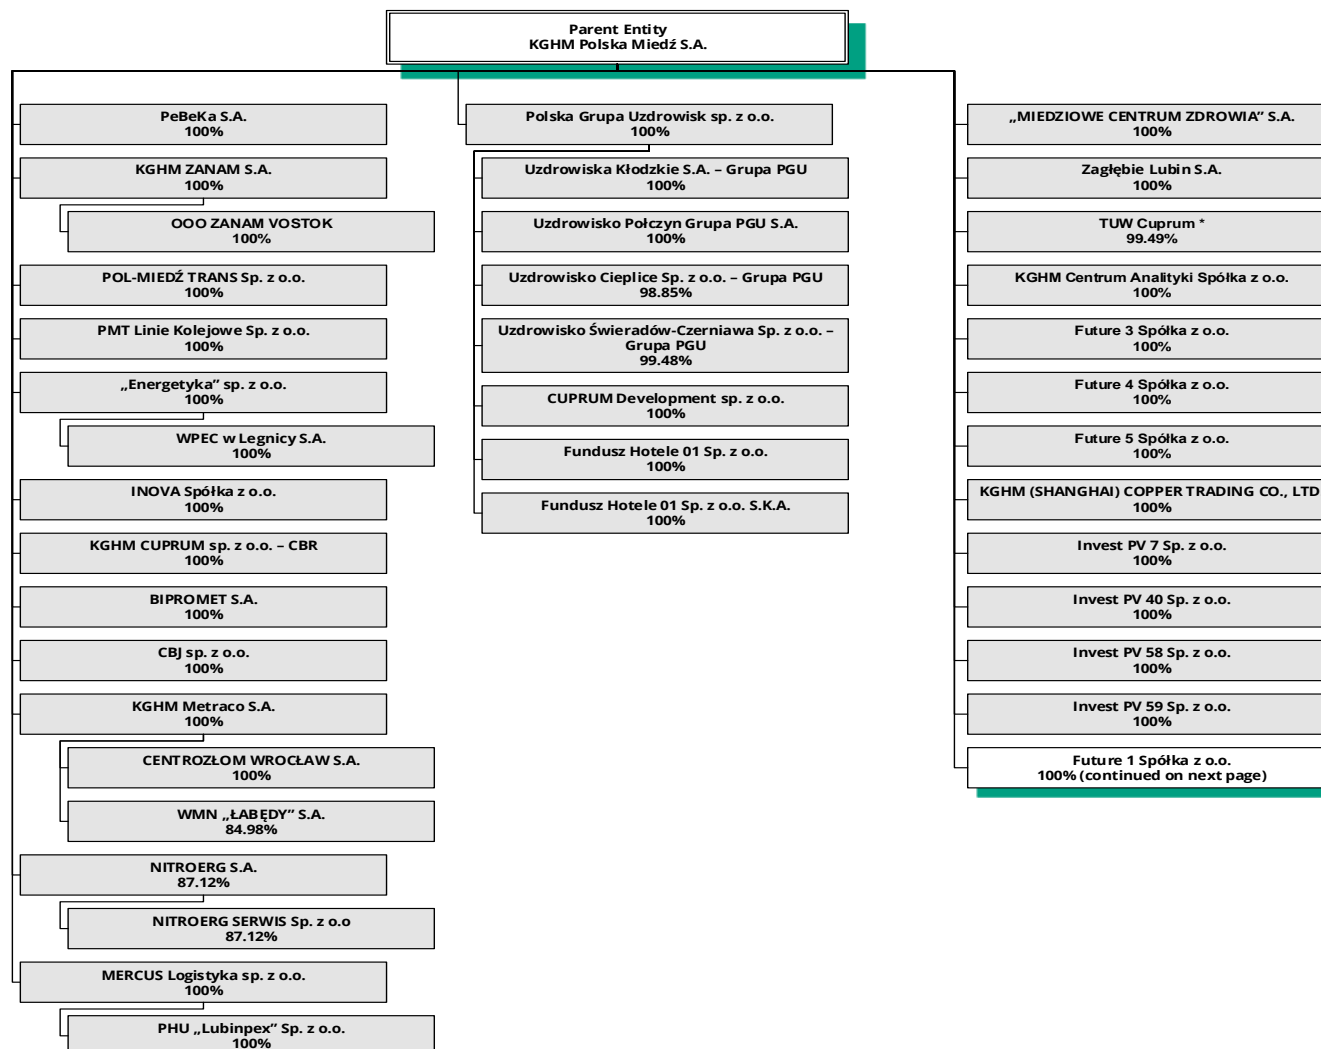 Parent Entity
KGHM Polska Miedź S.A.
PeBeKa S.A.
100%
KGHM ZANAM S.A.
100%
OOO ZANAM VOSTOK
100%
POL-MIEDŹ TRANS Sp. z o.o.
100%
PMT Linie Kolejowe Sp. z o.o.
100%
„Energetyka” sp. z o.o.
100%
WPEC w Legnicy S.A.
100%
INOVA Spółka z o.o.
100%
KGHM CUPRUM sp. z o.o. – CBR
100%
BIPROMET S.A.
100%
CBJ sp. z o.o.
100%
KGHM Metraco S.A.
100%
CENTROZŁOM WROCŁAW S.A.
100%
WMN „ŁABĘDY” S.A.
84.98%
NITROERG S.A.
87.12%
NITROERG SERWIS Sp. z o.o
87.12%
MERCUS Logistyka sp. z o.o.
100%
PHU „Lubinpex” Sp. z o.o.
100%
Polska Grupa Uzdrowisk sp. z o.o.
100%
Uzdrowiska Kłodzkie S.A. – Grupa PGU
100%
Uzdrowisko Połczyn Grupa PGU S.A.
100%
Uzdrowisko Cieplice Sp. z o.o. – Grupa PGU
98.85%
Uzdrowisko Świeradów-Czerniawa Sp. z o.o. –
Grupa PGU
99.48%
CUPRUM Development sp. z o.o.
100%
Fundusz Hotele 01 Sp. z o.o.
100%
Fundusz Hotele 01 Sp. z o.o. S.K.A.
100%
„MIEDZIOWE CENTRUM ZDROWIA” S.A.
100%
Zagłębie Lubin S.A.
100%
TUW Cuprum *
99.49%
KGHM Centrum Analityki Spółka z o.o.
100%
Future 3 Spółka z o.o.
100%
Future 4 Spółka z o.o.
100%
Future 5 Spółka z o.o.
100%
KGHM (SHANGHAI) COPPER TRADING CO., LTD
100%
Invest PV 7 Sp. z o.o.
100%
Invest PV 40 Sp. z o.o.
100%
Invest PV 58 Sp. z o.o.
100%
Invest PV 59 Sp. z o.o.
100%
Future 1 Spółka z o.o.
100% (continued on next page)